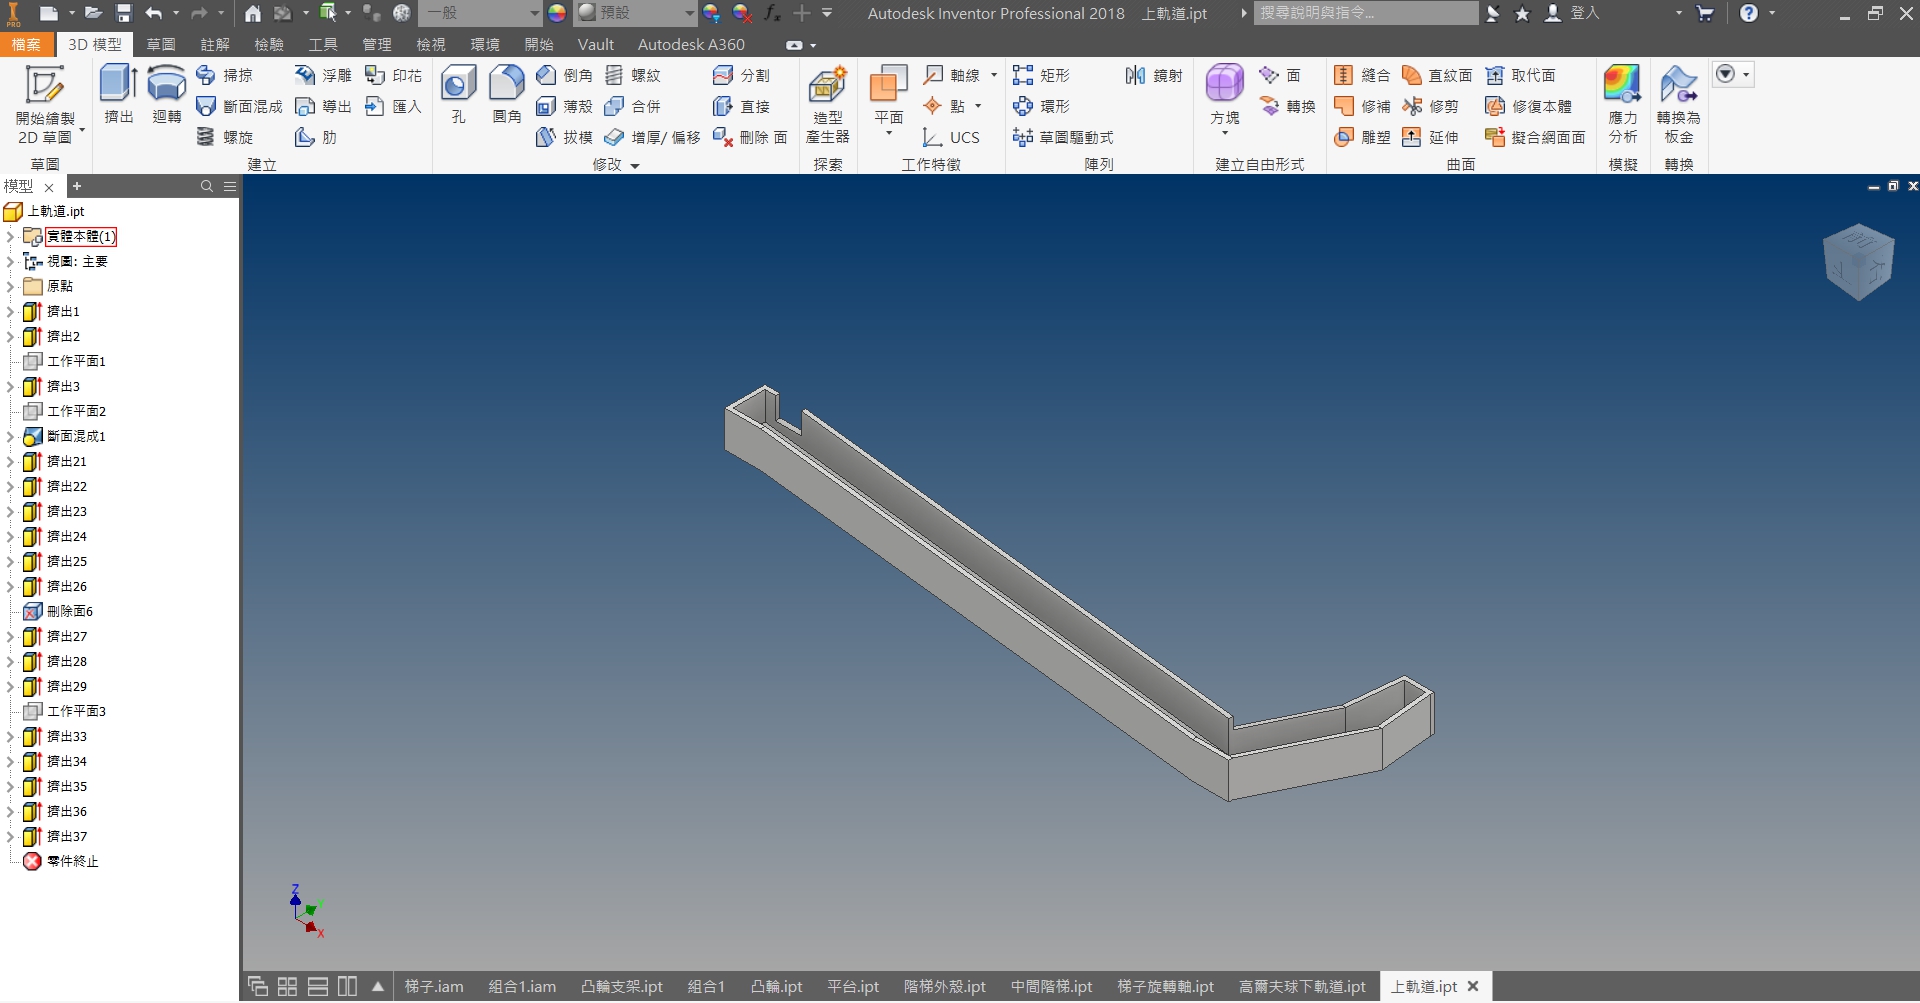 PRO
一般
預設
fx
Autodesk Inventor Professional 2018 上軌道.ipt
搜尋說明與指令...
登入
檔案 3D 模型 草圖 註解 檢驗 工具 管理 檢視 環境 開始 Vault Autodesk A360
開始繪製
2D 草圖
擠出
迴轉
掃掠
斷面混成
螺旋
浮雕
導出
肋
印花
匯入
孔
圓角
倒角
薄殼
拔模
螺紋
合併
增厚/ 偏移
分割
直接
刪除 面
造型
產生器
平面
軸線
點
UCS
矩形
環形
草圖驅動式
鏡射
方塊
面
轉換
縫合
修補
雕塑
直紋面
修剪
延伸
取代面
修復本體
擬合網面面
應力
分析
轉換為
板金
草圖 建立 修改 探索 工作特徵 陣列 建立自由形式 曲面 模擬 轉換
模型
上軌道.ipt
實體本體(1)
視圖: 主要
原點
擠出1
擠出2
工作平面1
擠出3
工作平面2
斷面混成1
擠出21
擠出22
擠出23
擠出24
擠出25
擠出26
刪除面6
擠出27
擠出28
擠出29
工作平面3
擠出33
擠出34
擠出35
擠出36
擠出37
零件終止
Z
X
梯子.iam 組合1.iam 凸輪支架.ipt 組合1 凸輪.ipt 平台.ipt 階梯外殼.ipt 中間階梯.ipt 梯子旋轉軸.ipt 高爾夫球下軌道.ipt 上軌道.ipt